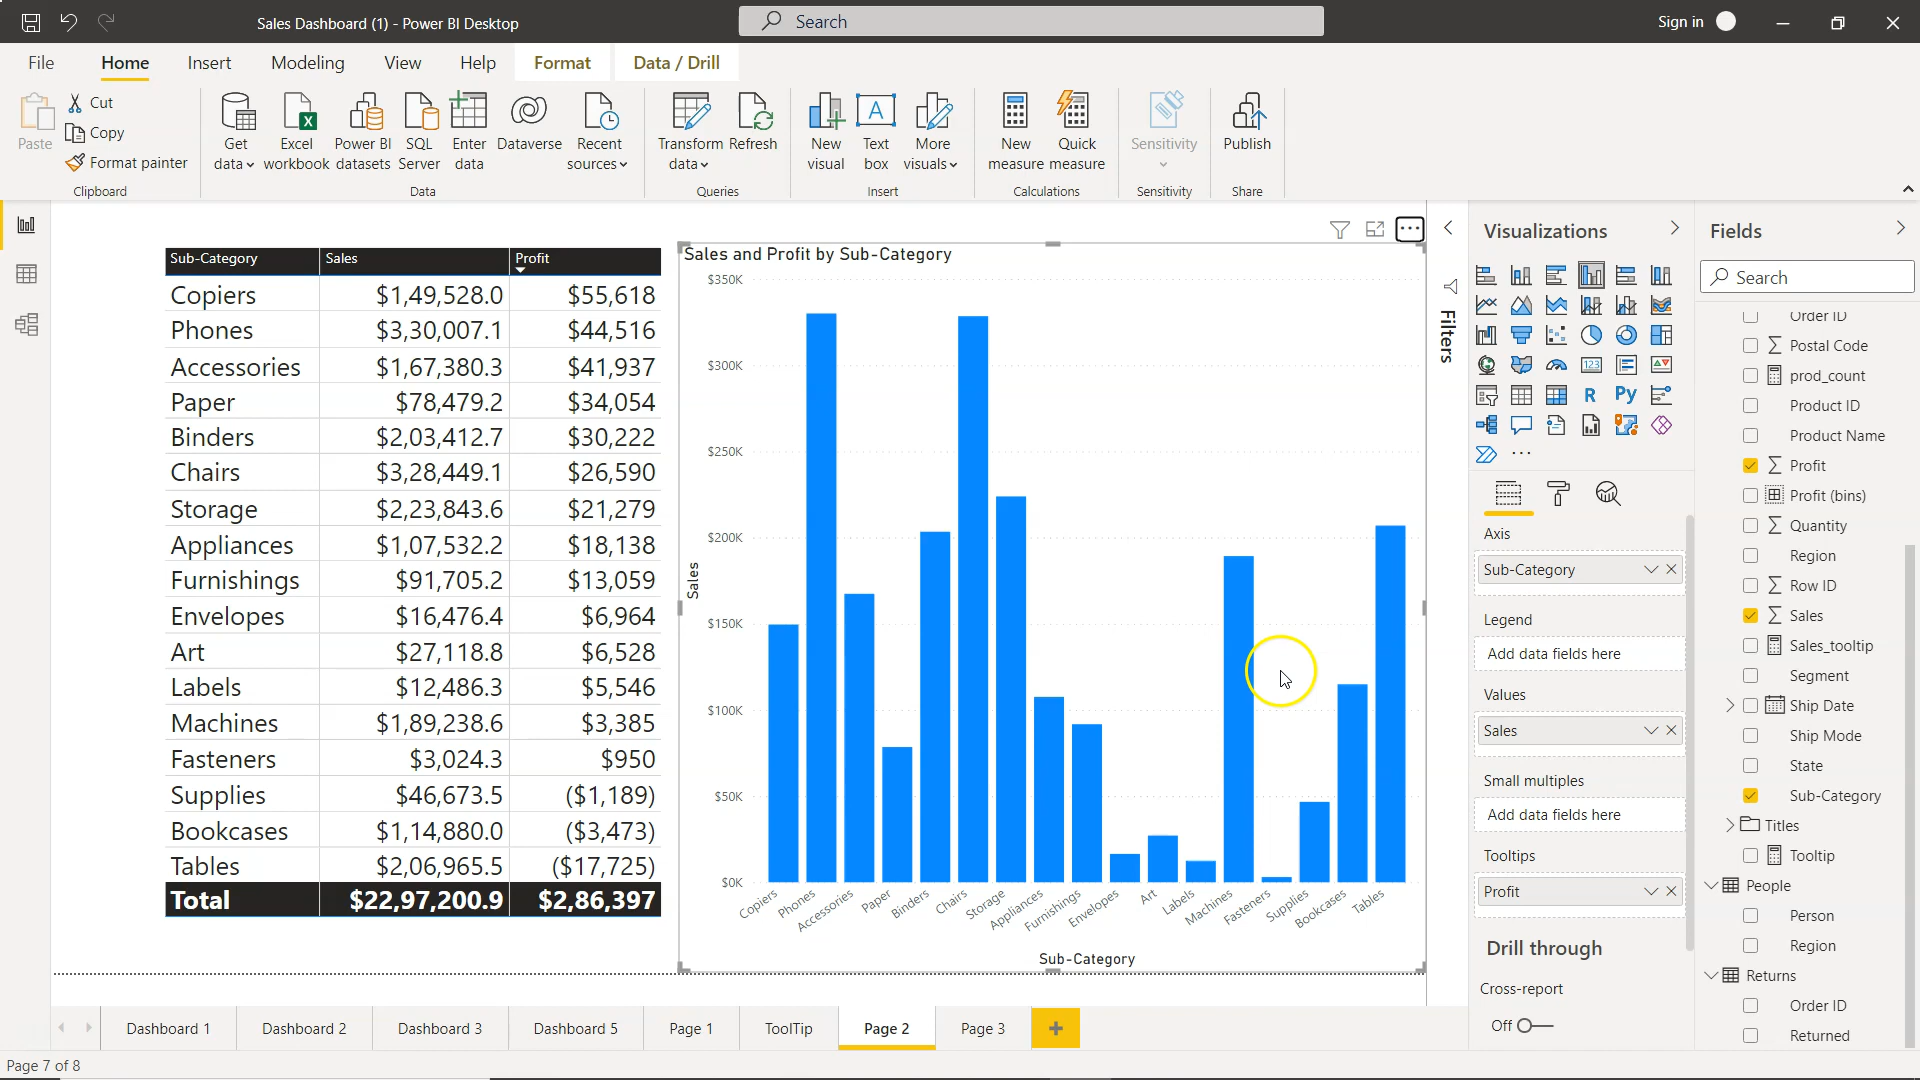 Sales Dashboard (1) - Power BI Desktop
Search
Sign in
File
Home
Insert
Modeling
View
Help
Format
Data / Drill
Paste
Cut
Copy
Format painter
Clipboard
Get data
Excel workbook
Power BI datasets
SQL Server
Enter data
Dataverse
Recent sources
Data
Transform data
Refresh
Queries
New visual
Text box
More visuals
Insert
New measure
Quick measure
Calculations
Sensitivity
Sensitivity
Publish
Share
Sub-Category Sales Profit
Copiers $1,49,528.0 $55,618
Phones $3,30,007.1 $44,516
Accessories $1,67,380.3 $41,937
Paper $78,479.2 $34,054
Binders $2,03,412.7 $30,222
Chairs $3,28,449.1 $26,590
Storage $2,23,843.6 $21,279
Appliances $1,07,532.2 $18,138
Furnishings $91,705.2 $13,059
Envelopes $16,476.4 $6,964
Art $27,118.8 $6,528
Labels $12,486.3 $5,546
Machines $1,89,238.6 $3,385
Fasteners $3,024.3 $950
Supplies $46,673.5 ($1,189)
Bookcases $1,14,880.0 ($3,473)
Tables $2,06,965.5 ($17,725)
Total $22,97,200.9 $2,86,397
Sales and Profit by Sub-Category
$350K
$300K
$250K
$200K
$150K
$100K
$50K
$0K
Sales
Copiers
Phones
Accessories
Paper
Binders
Chairs
Storage
Appliances
Furnishings
Envelopes
Art
Labels
Machines
Fasteners
Supplies
Bookcases
Tables
Sub-Category
Filters
Visualizations
123
R
Py
Axis
Sub-Category
Legend
Add data fields here
Values
Sales
Small multiples
Add data fields here
Tooltips
Profit
Drill through
Cross-report
Off
Fields
Search
Order ID
Postal Code
prod_count
Product ID
Product Name
Profit
Profit (bins)
Quantity
Region
Row ID
Sales
Sales_tooltip
Segment
Ship Date
Ship Mode
State
Sub-Category
Titles
Tooltip
People
Person
Region
Returns
Order ID
Returned
Dashboard 1
Dashboard 2
Dashboard 3
Dashboard 5
Page 1
ToolTip
Page 2
Page 3
Page 7 of 8